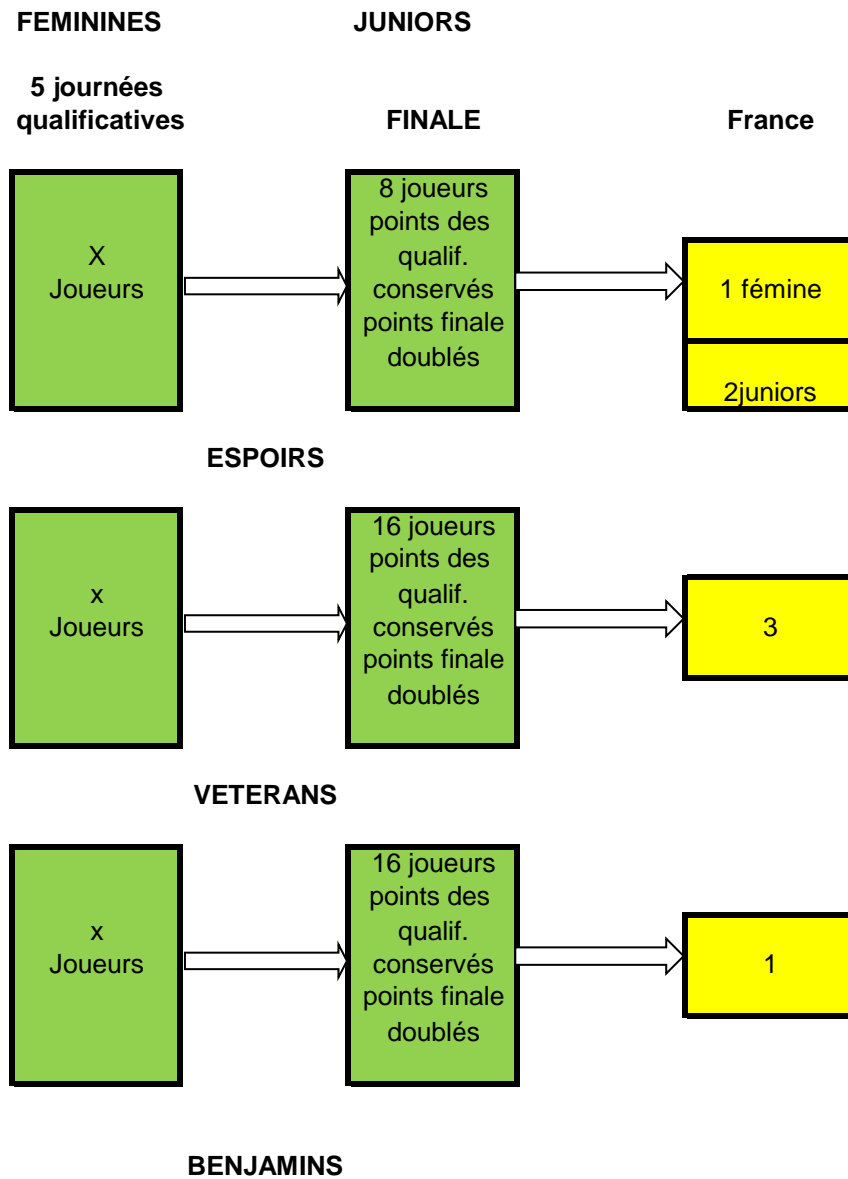 FEMININES JUNIORS
5 journées
qualificatives FINALE France
X
Joueurs
8 joueurs
points des
qualif.
conservés
points finale
doublés
1 fémine
2juniors
ESPOIRS
x
Joueurs
16 joueurs
points des
qualif.
conservés
points finale
doublés
3
VETERANS
x
Joueurs
16 joueurs
points des
qualif.
conservés
points finale
doublés
1
BENJAMINS